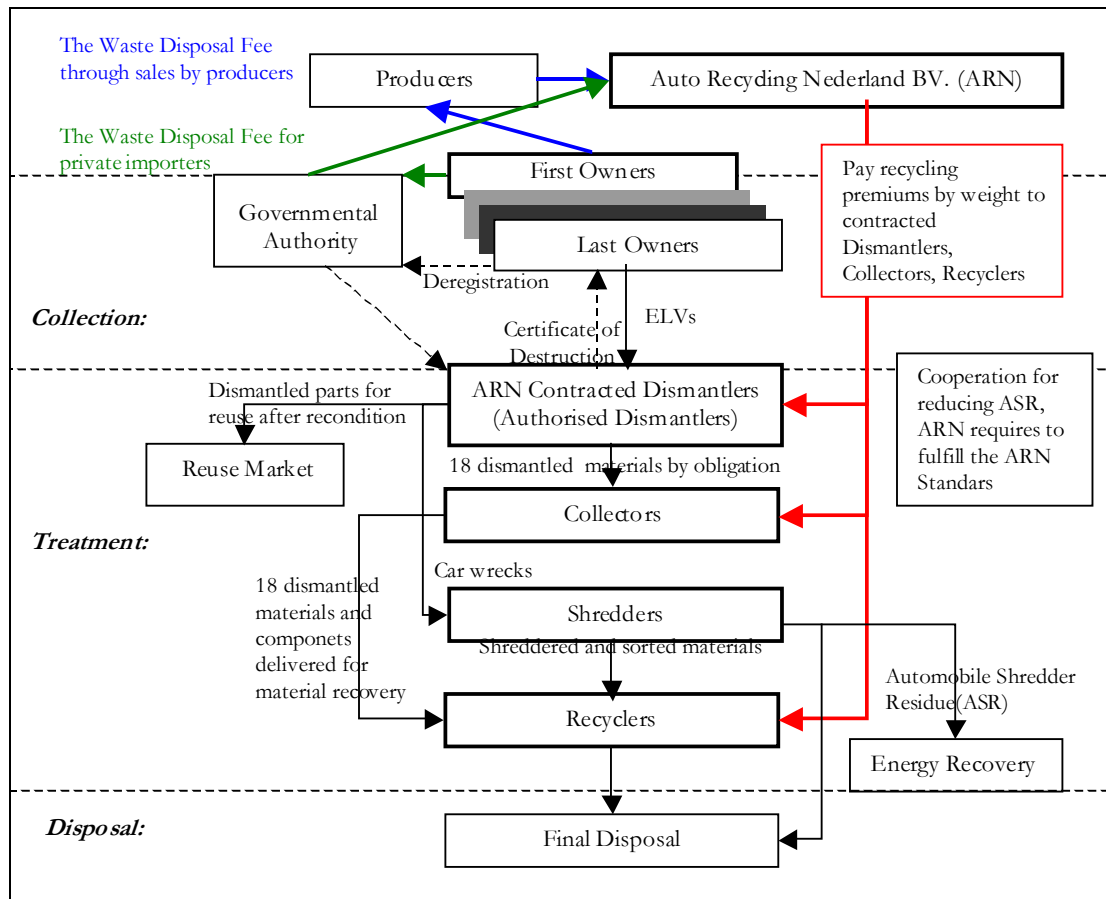 The Waste Disposal Fee
through sales by producers
Producers
Auto Recyding Nederland BV. (ARN)
The Waste Disposal Fee for
private importers
First Owners
Pay recycling
premiums by weight to
contracted
Dismantlers,
Collectors, Recyclers
Governmental
Authority
Last Owners
Deregistration
Collection:
ELVs
Certificate of
Destruction
Dismantled parts for
reuse after recondition
ARN Contracted Dismantlers
(Authorised Dismantlers)
Cooperation for
reducing ASR,
ARN requires to
fulfill the ARN
Standars
Reuse Market
18 dismantled materials by obligation
Collectors
Treatment:
Car wrecks
18 dismantled
materials and
componets
delivered for
material recovery
Shredders
Shreddered and sorted materials
Automobile Shredder
Residue(ASR)
Recyclers
Energy Recovery
Disposal:
Final Disposal